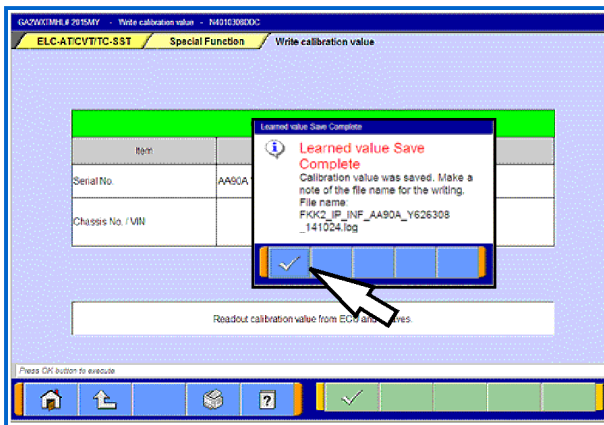 GA2WXTMHL# 2015MY - Write calibration value - N4010308DDC
ELC-AT/CVT/TC-SST Special Function Write calibration value
Learned value Save Complete
Learned value Save
Complete
Calibration value was saved. Make a
note of the file name for the writing.
File name:
FKK2_IP_INF_AA90A_Y626308
_141024.log
Item
Serial No. AA90A
Chassis No. / VIN
Readout calibration value from ECU and saves.
Press OK button to execute
?